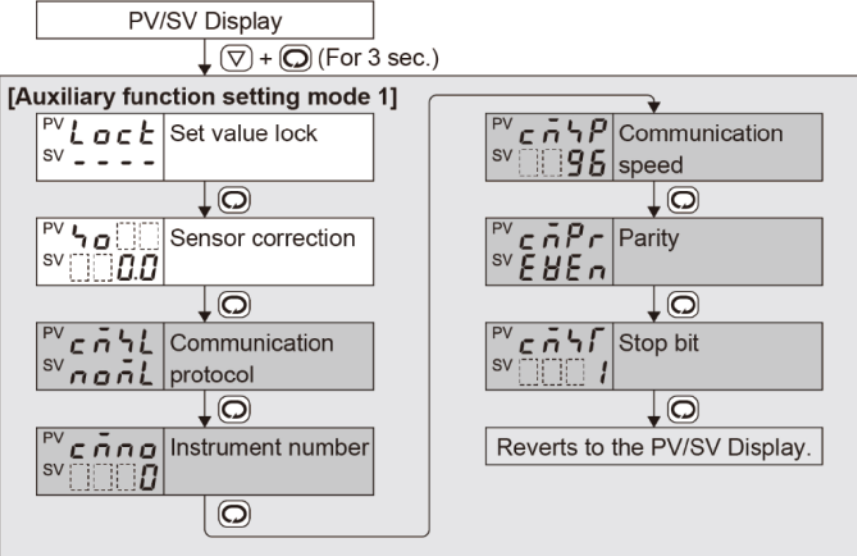 PV/SV Display
▽ + (For 3 sec.)
[Auxiliary function setting mode 1]
PV Lock Set value lock
SV ----
PV so Sensor correction
SV 0.0
PV cmsL Communication
SV nomL protocol
PV cmno Instrument number
SV 0
PV cmsP Communication
SV 96 speed
PV cmPr Parity
SV EVEn
PV cmsT Stop bit
SV 1
Reverts to the PV/SV Display.